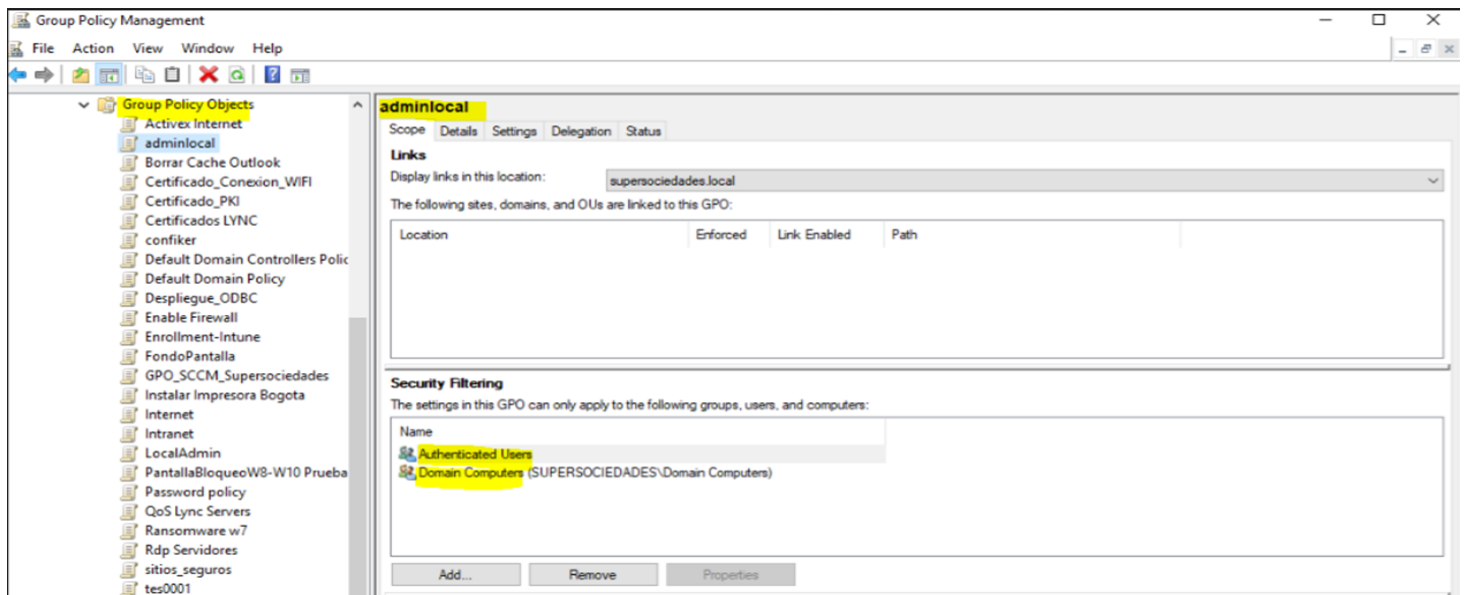 Group Policy Management
File Action View Window Help
Group Policy Objects
Activex Internet
adminlocal
Borrar Cache Outlook
Certificado_Conexion_WIFI
Certificado_PKI
Certificados LYNC
confiker
Default Domain Controllers Polic
Default Domain Policy
Despliegue_ODBC
Enable Firewall
Enrollment-Intune
FondoPantalla
GPO_SCCM_Supersociedades
Instalar Impresora Bogota
Internet
Intranet
LocalAdmin
PantallaBloqueoW8-W10 Prueba
Password policy
QoS Lync Servers
Ransomware w7
Rdp Servidores
sitios_seguros
tes0001
adminlocal
Scope Details Settings Delegation Status
Links
Display links in this location: supersociedades.local
The following sites, domains, and OUs are linked to this GPO:
Location Enforced Link Enabled Path
Security Filtering
The settings in this GPO can only apply to the following groups, users, and computers:
Name
Authenticated Users
Domain Computers (SUPERSOCIEDADES\Domain Computers)
Add... Remove Properties